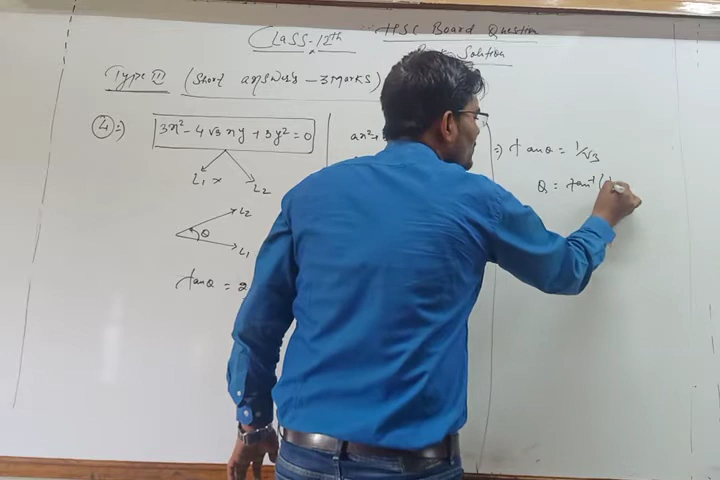 CLASS-12th HSC Board Question
Solution
Type II (Short answers - 3 marks)
④⇒ 3x² - 4√3 xy + 3y² = 0
ax² +
L₁ × L₂
L₂
θ
L₁
tanθ = 2
⇒ tanθ = 1/√3
θ = tan⁻¹(